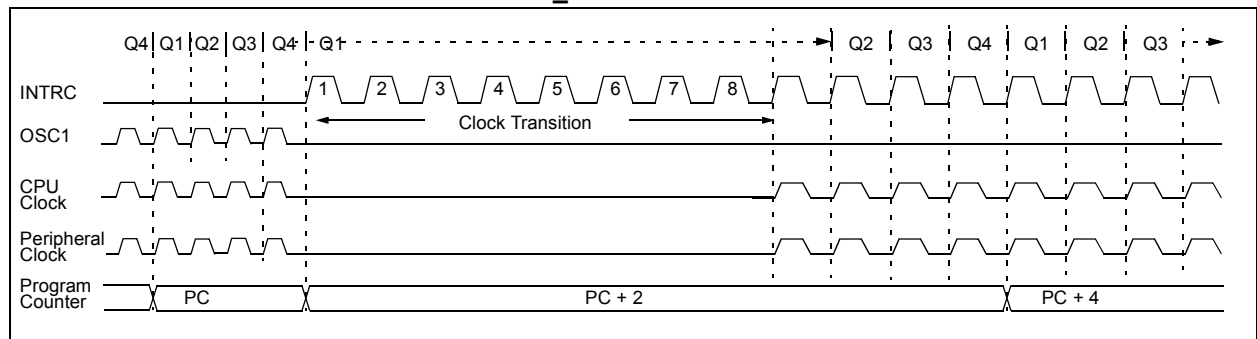 Q4 Q1 Q2 Q3 Q4 Q1 Q2 Q3 Q4 Q1 Q2 Q3
INTRC
1 2 3 4 5 6 7 8
Clock Transition
OSC1
CPU
Clock
Peripheral
Clock
Program
Counter
PC PC + 2 PC + 4